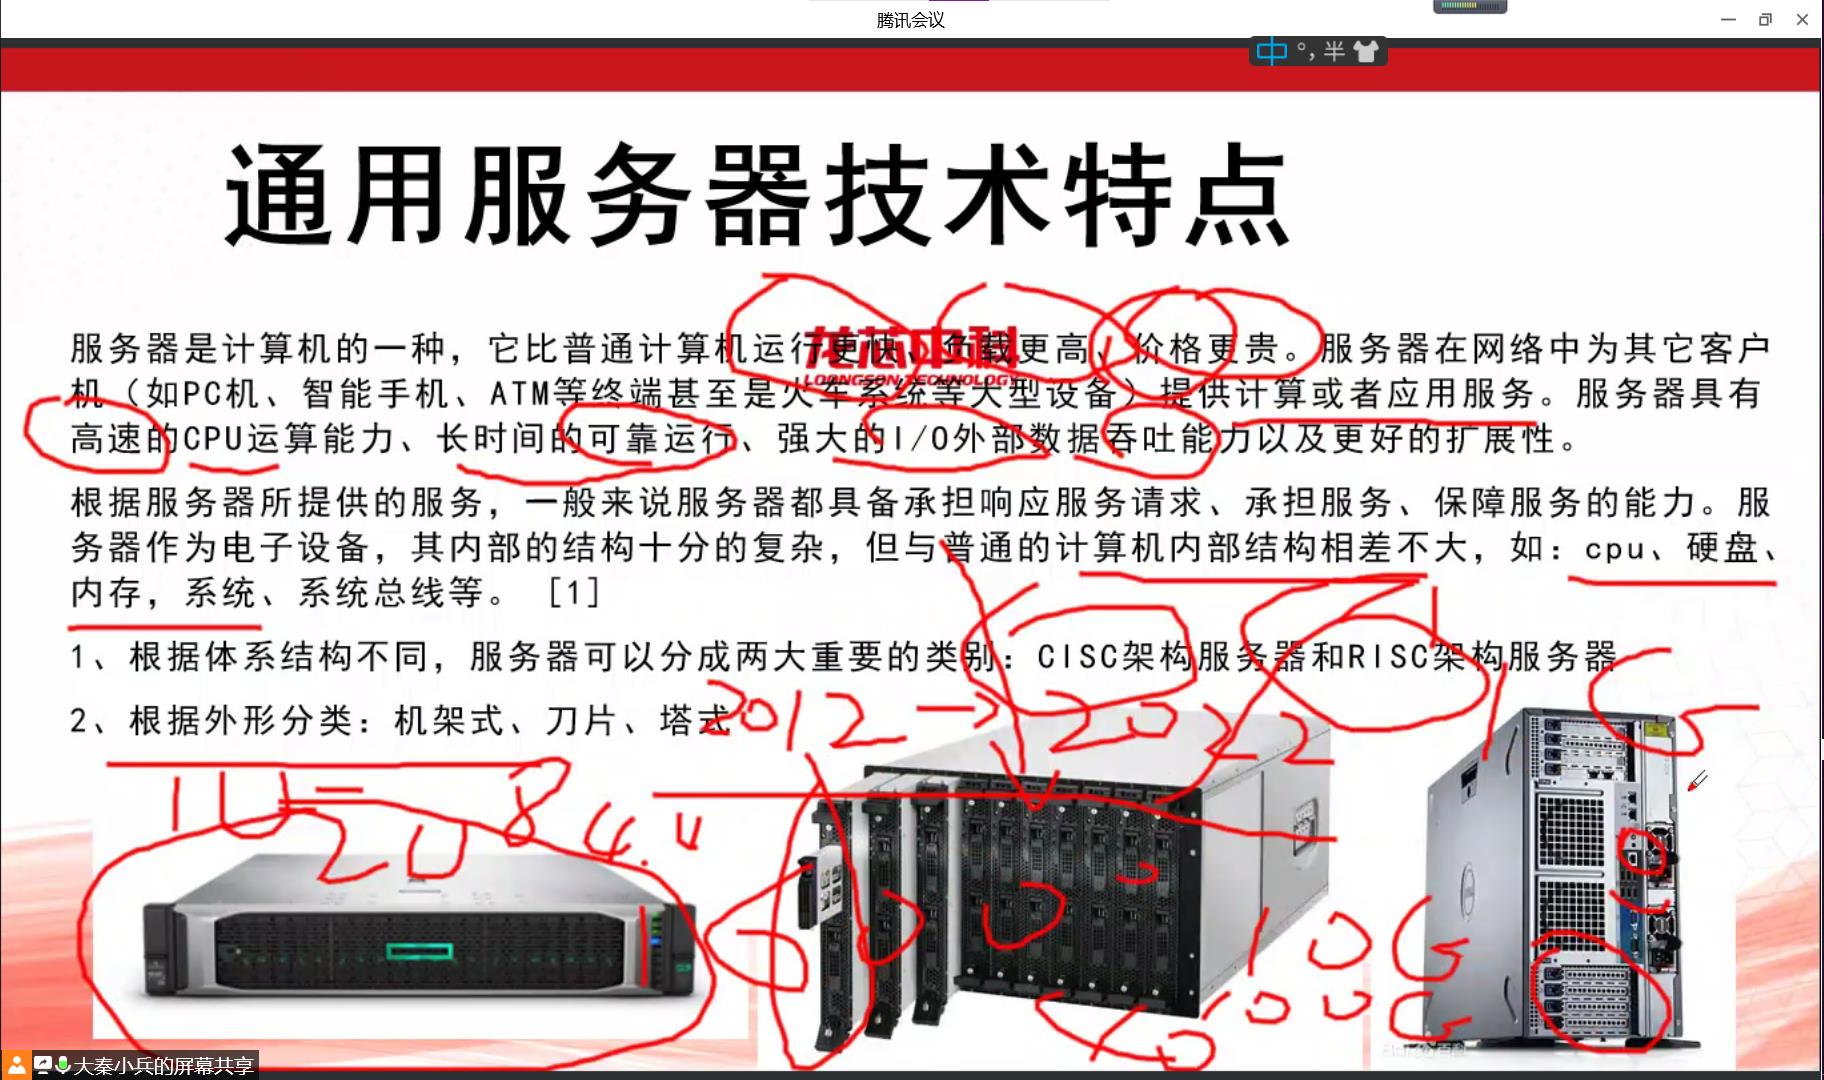 腾讯会议
中 °, 半
通用服务器技术特点
服务器是计算机的一种，它比普通计算机运行更快、负载更高、价格更贵。服务器在网络中为其它客户
龙芯中科
LOONGSON TECHNOLOGY
机（如PC机、智能手机、ATM等终端甚至是火车系统等大型设备）提供计算或者应用服务。服务器具有
高速的CPU运算能力、长时间的可靠运行、强大的I/O外部数据吞吐能力以及更好的扩展性。
根据服务器所提供的服务，一般来说服务器都具备承担响应服务请求、承担服务、保障服务的能力。服
务器作为电子设备，其内部的结构十分的复杂，但与普通的计算机内部结构相差不大，如：cpu、硬盘、
内存，系统、系统总线等。 [1]
1、根据体系结构不同，服务器可以分成两大重要的类别：CISC架构服务器和RISC架构服务器
2、根据外形分类：机架式、刀片、塔式
2012 → 2022
1U =
2U 8
4.4
10G
100G
大秦小兵的屏幕共享